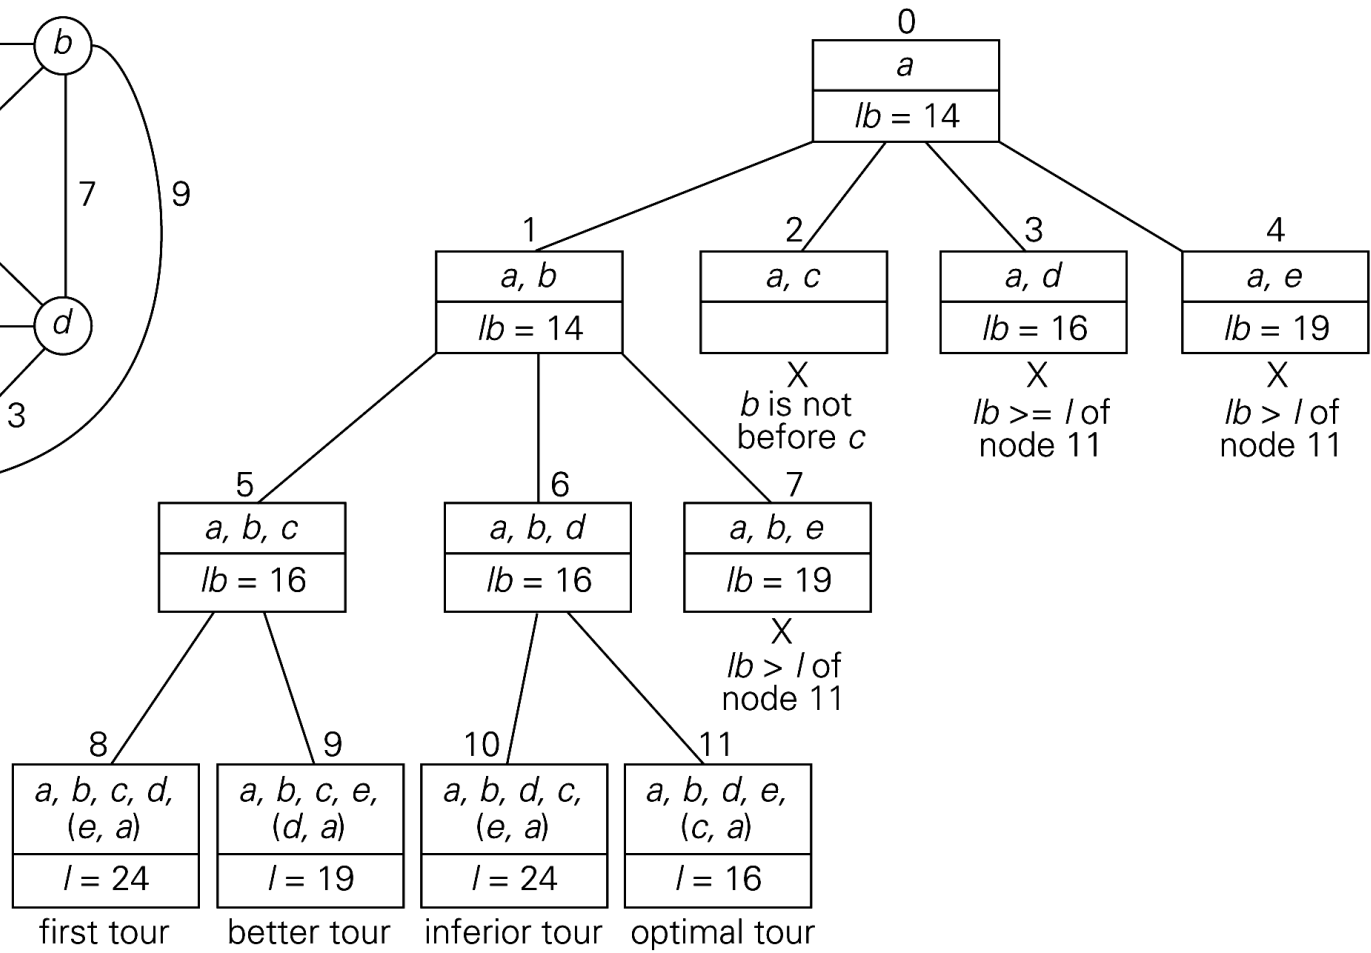 0
a
lb = 14
b
7
9
d
3
1
a, b
lb = 14
2
a, c
X
b is not
before c
3
a, d
lb = 16
X
lb >= l of
node 11
4
a, e
lb = 19
X
lb > l of
node 11
5
a, b, c
lb = 16
6
a, b, d
lb = 16
7
a, b, e
lb = 19
X
lb > l of
node 11
8
a, b, c, d,
(e, a)
l = 24
first tour
9
a, b, c, e,
(d, a)
l = 19
better tour
10
a, b, d, c,
(e, a)
l = 24
inferior tour
11
a, b, d, e,
(c, a)
l = 16
optimal tour